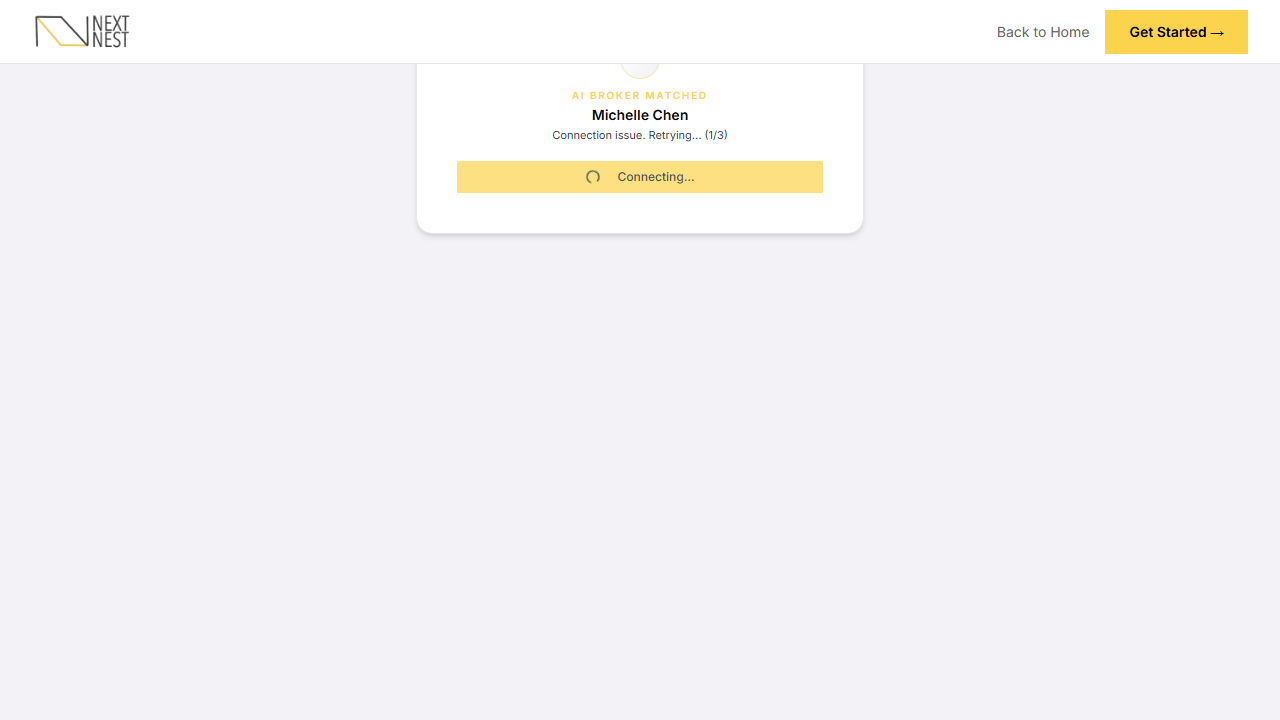 NEXT
NEST
Back to Home
Get Started →
AI BROKER MATCHED
Michelle Chen
Connection issue. Retrying... (1/3)
Connecting...